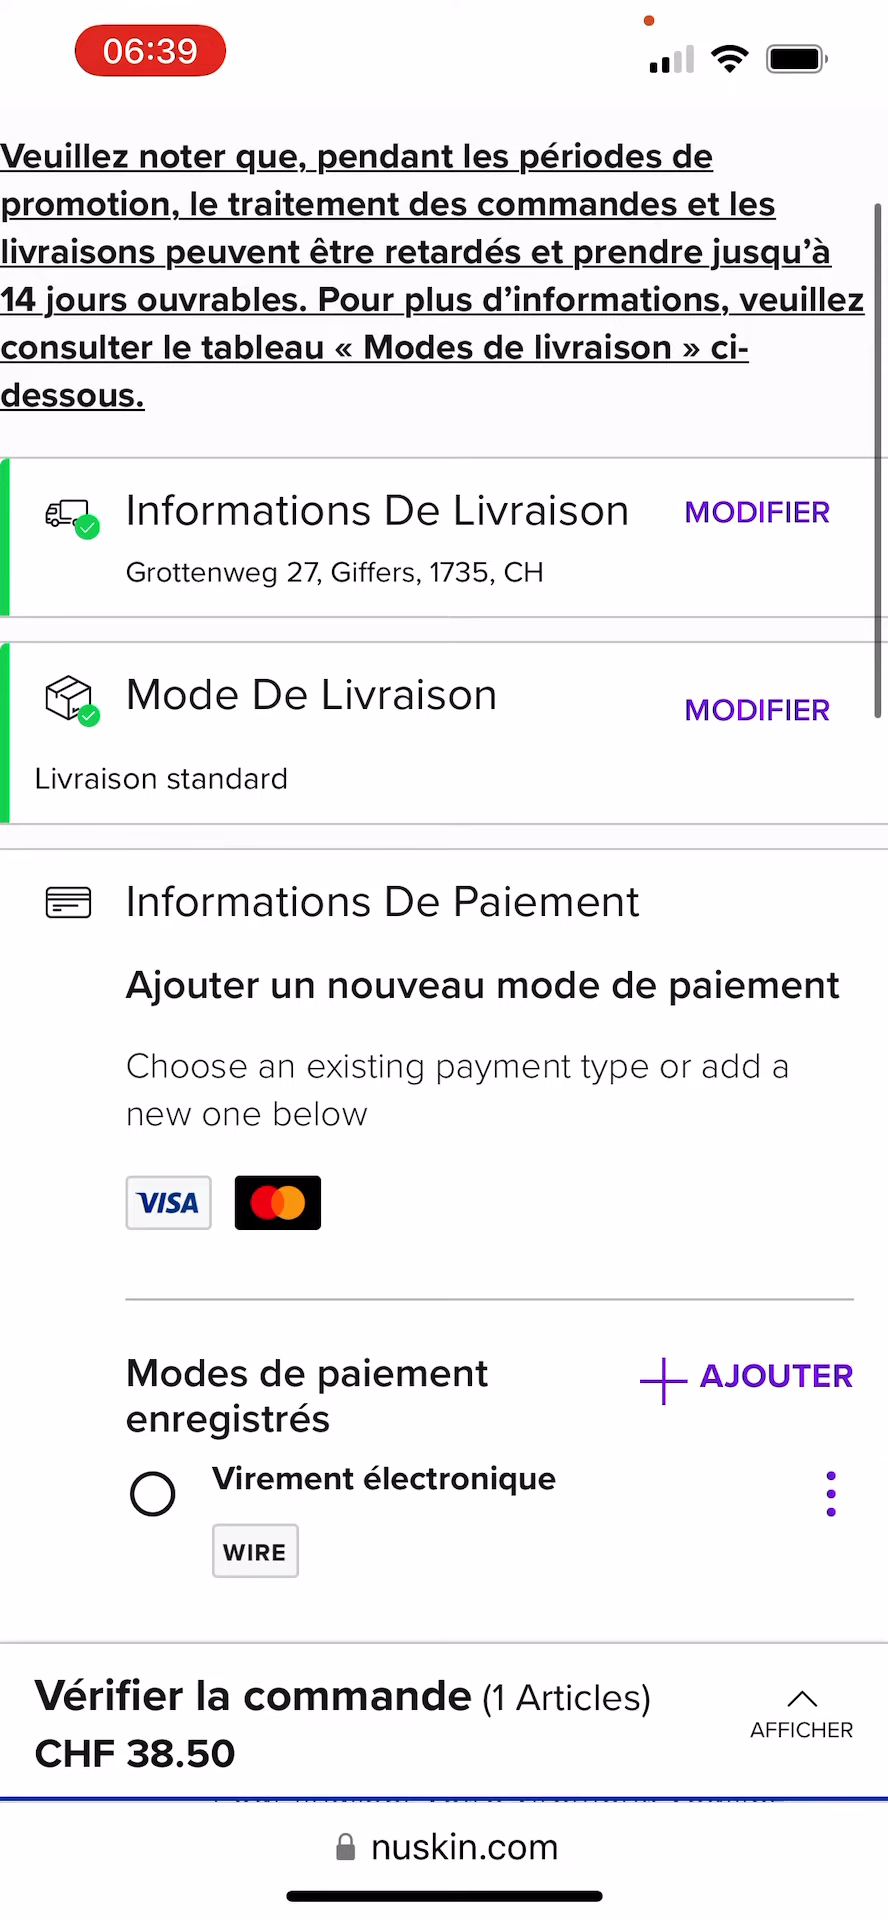 06:39
Veuillez noter que, pendant les périodes de
promotion, le traitement des commandes et les
livraisons peuvent être retardés et prendre jusqu’à
14 jours ouvrables. Pour plus d’informations, veuillez
consulter le tableau « Modes de livraison » ci-
dessous.
Informations De Livraison
MODIFIER
Grottenweg 27, Giffers, 1735, CH
Mode De Livraison
MODIFIER
Livraison standard
Informations De Paiement
Ajouter un nouveau mode de paiement
Choose an existing payment type or add a
new one below
VISA
Modes de paiement
enregistrés
AJOUTER
Virement électronique
WIRE
Vérifier la commande (1 Articles)
CHF 38.50
AFFICHER
nuskin.com